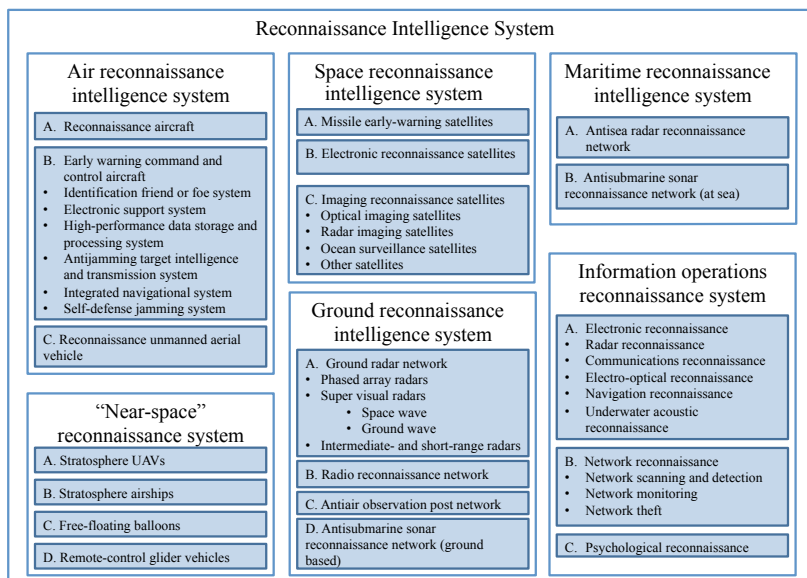 Reconnaissance Intelligence System
Air reconnaissance
intelligence system
A. Reconnaissance aircraft
B. Early warning command and
control aircraft
• Identification friend or foe system
• Electronic support system
• High-performance data storage and
processing system
• Antijamming target intelligence
and transmission system
• Integrated navigational system
• Self-defense jamming system
C. Reconnaissance unmanned aerial
vehicle
“Near-space”
reconnaissance system
A. Stratosphere UAVs
B. Stratosphere airships
C. Free-floating balloons
D. Remote-control glider vehicles
Space reconnaissance
intelligence system
A. Missile early-warning satellites
B. Electronic reconnaissance satellites
C. Imaging reconnaissance satellites
• Optical imaging satellites
• Radar imaging satellites
• Ocean surveillance satellites
• Other satellites
Ground reconnaissance
intelligence system
A. Ground radar network
• Phased array radars
• Super visual radars
• Space wave
• Ground wave
• Intermediate- and short-range radars
B. Radio reconnaissance network
C. Antiair observation post network
D. Antisubmarine sonar
reconnaissance network (ground
based)
Maritime reconnaissance
intelligence system
A. Antisea radar reconnaissance
network
B. Antisubmarine sonar
reconnaissance network (at sea)
Information operations
reconnaissance system
A. Electronic reconnaissance
• Radar reconnaissance
• Communications reconnaissance
• Electro-optical reconnaissance
• Navigation reconnaissance
• Underwater acoustic
reconnaissance
B. Network reconnaissance
• Network scanning and detection
• Network monitoring
• Network theft
C. Psychological reconnaissance